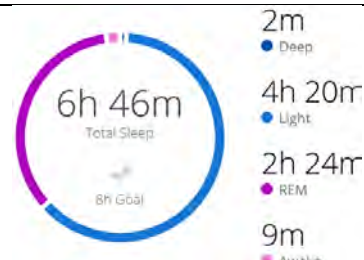 6h 46m
Total Sleep
8h Goal
2m
Deep
4h 20m
Light
2h 24m
REM
9m